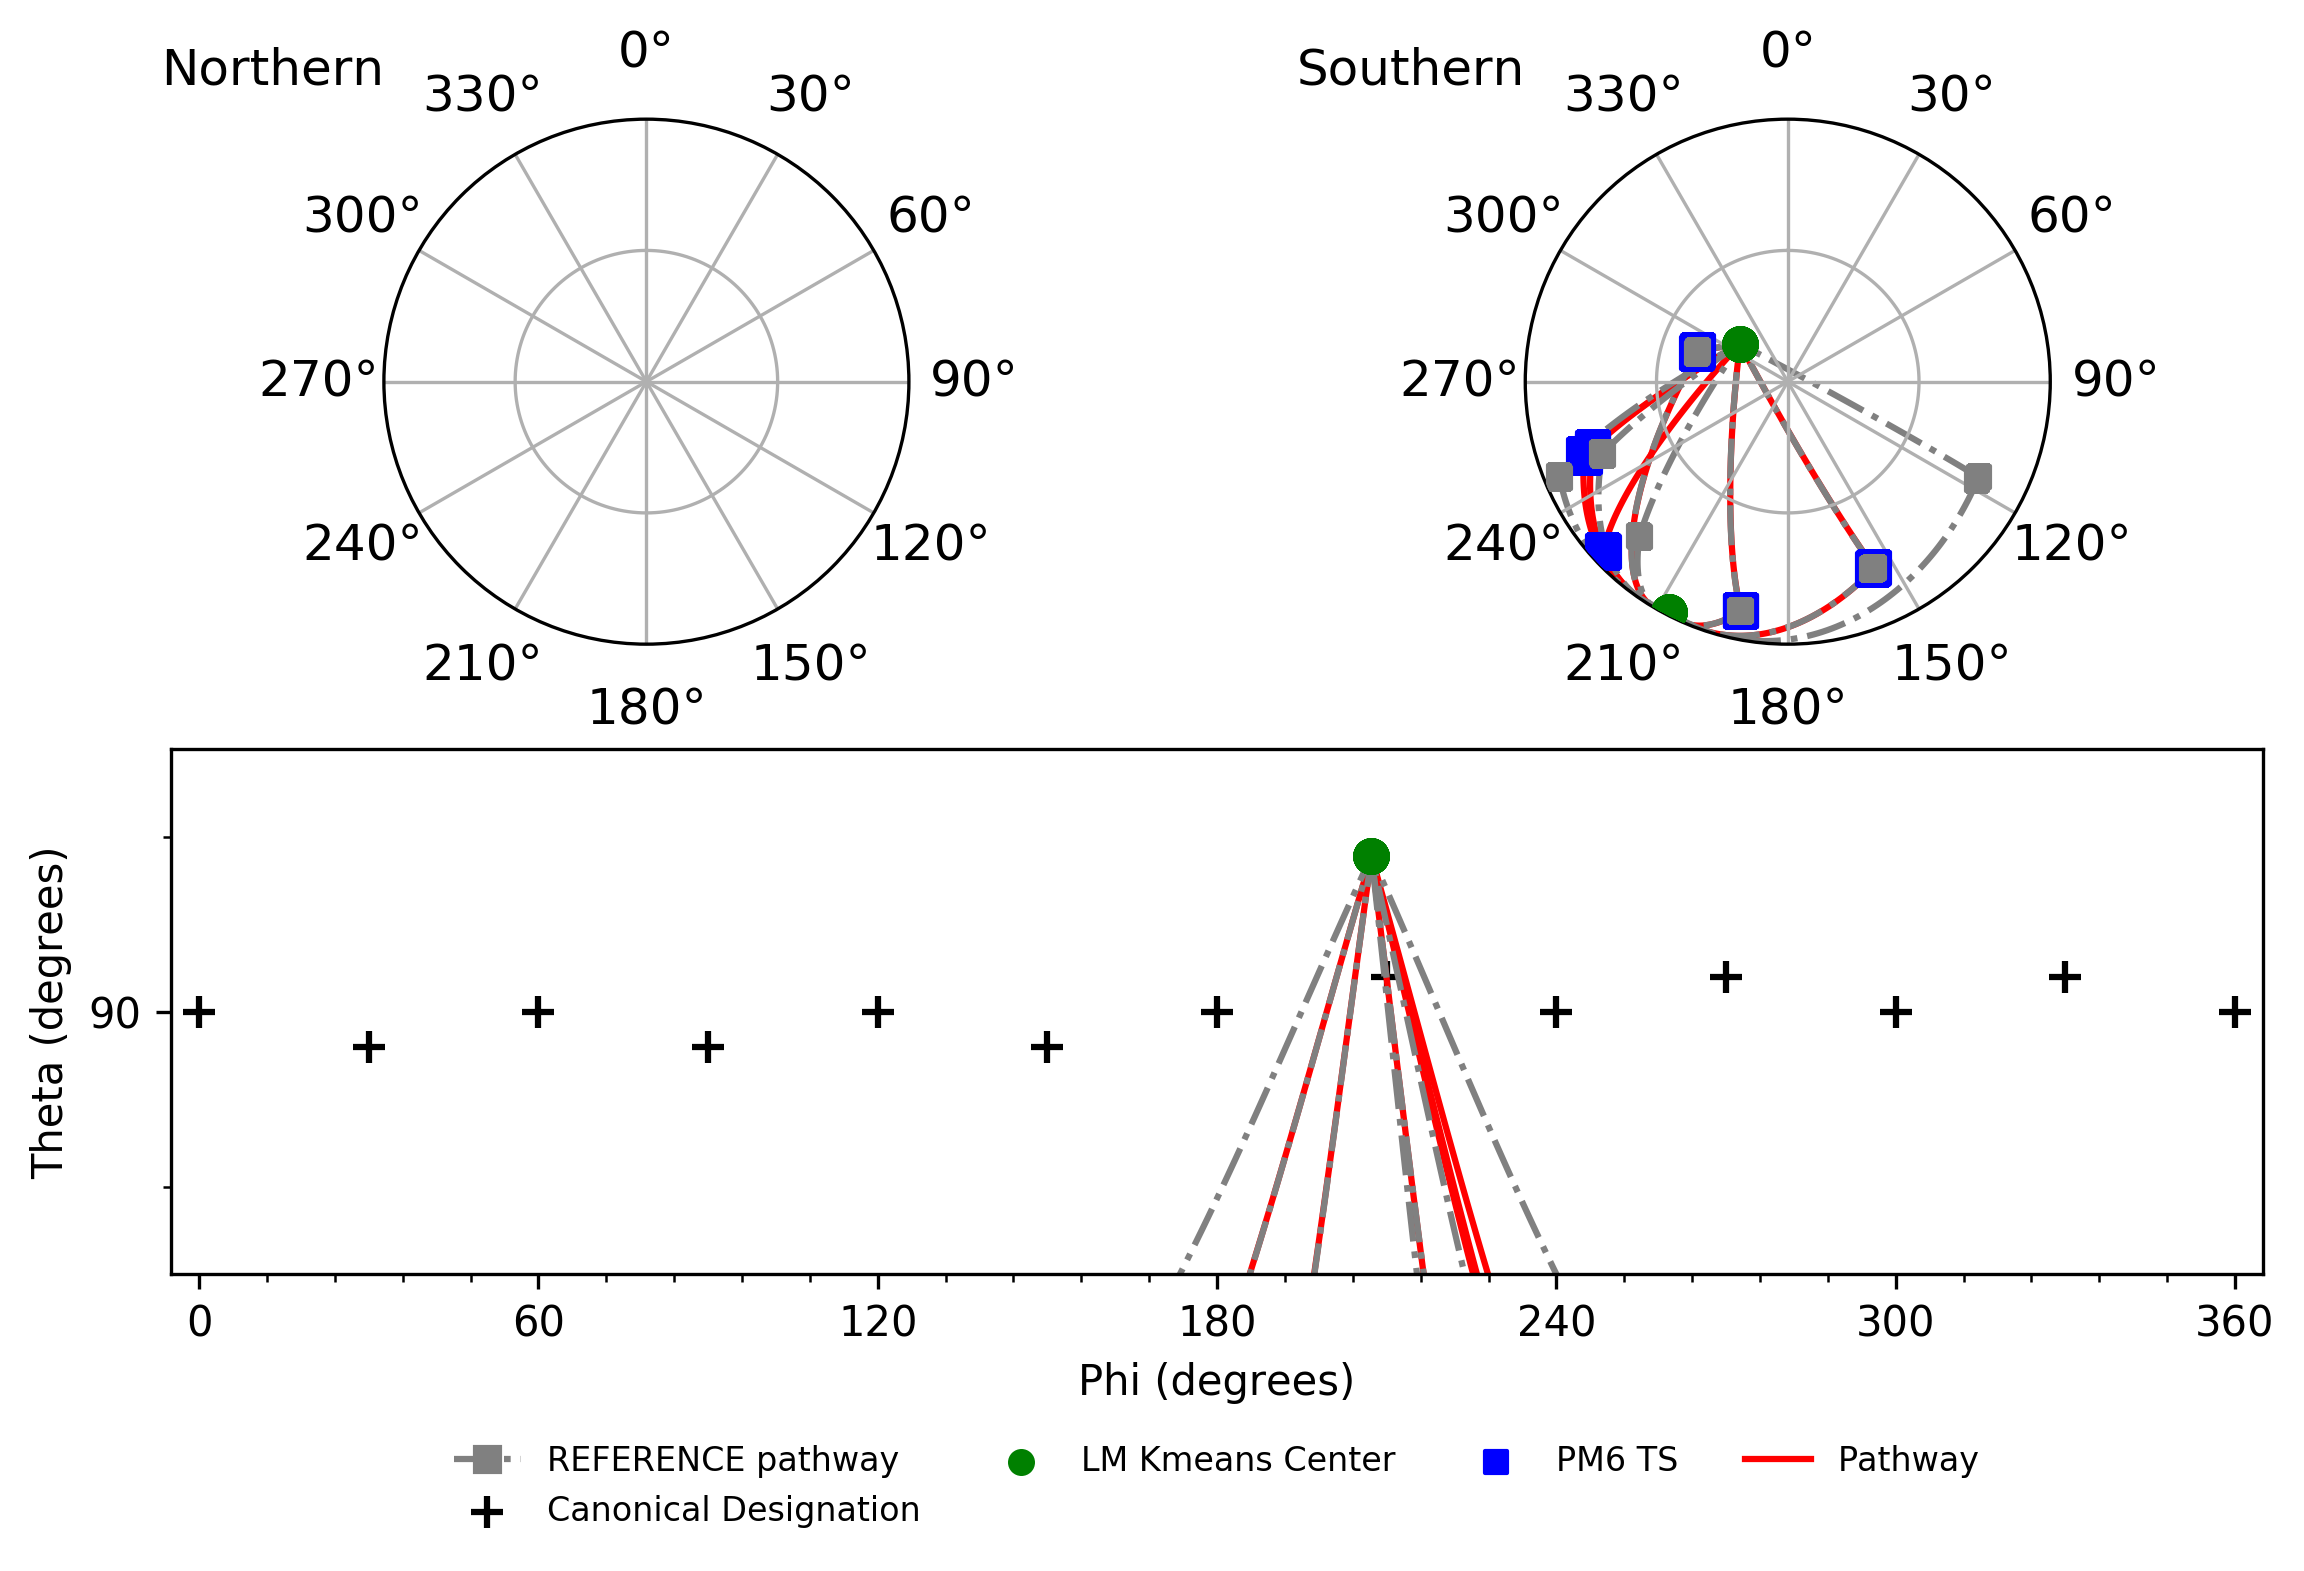 Northern
0°
330°
30°
300°
60°
270°
90°
240°
120°
210°
150°
180°
Southern
0°
330°
30°
300°
60°
270°
90°
240°
120°
210°
150°
180°
Theta (degrees)
90
0 60 120 180 240 300 360
Phi (degrees)
REFERENCE pathway
Canonical Designation
LM Kmeans Center
PM6 TS
Pathway